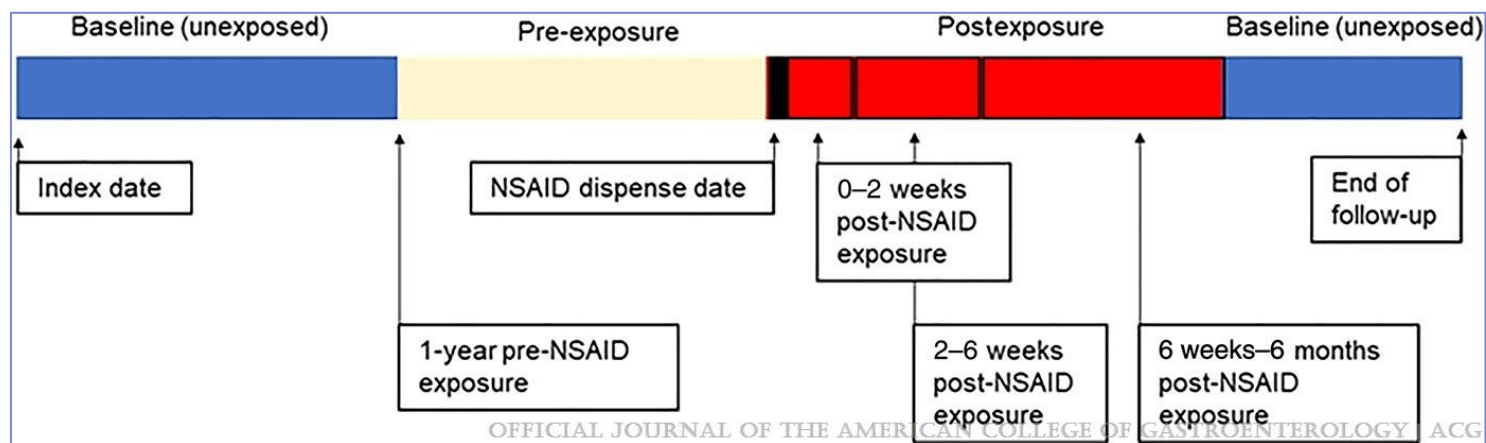 Baseline (unexposed)
Pre-exposure
Postexposure
Baseline (unexposed)
Index date
NSAID dispense date
0–2 weeks
post-NSAID
exposure
End of
follow-up
1-year pre-NSAID
exposure
2–6 weeks
post-NSAID
exposure
6 weeks–6 months
post-NSAID
exposure
OFFICIAL JOURNAL OF THE AMERICAN COLLEGE OF GASTROENTEROLOGY | ACG